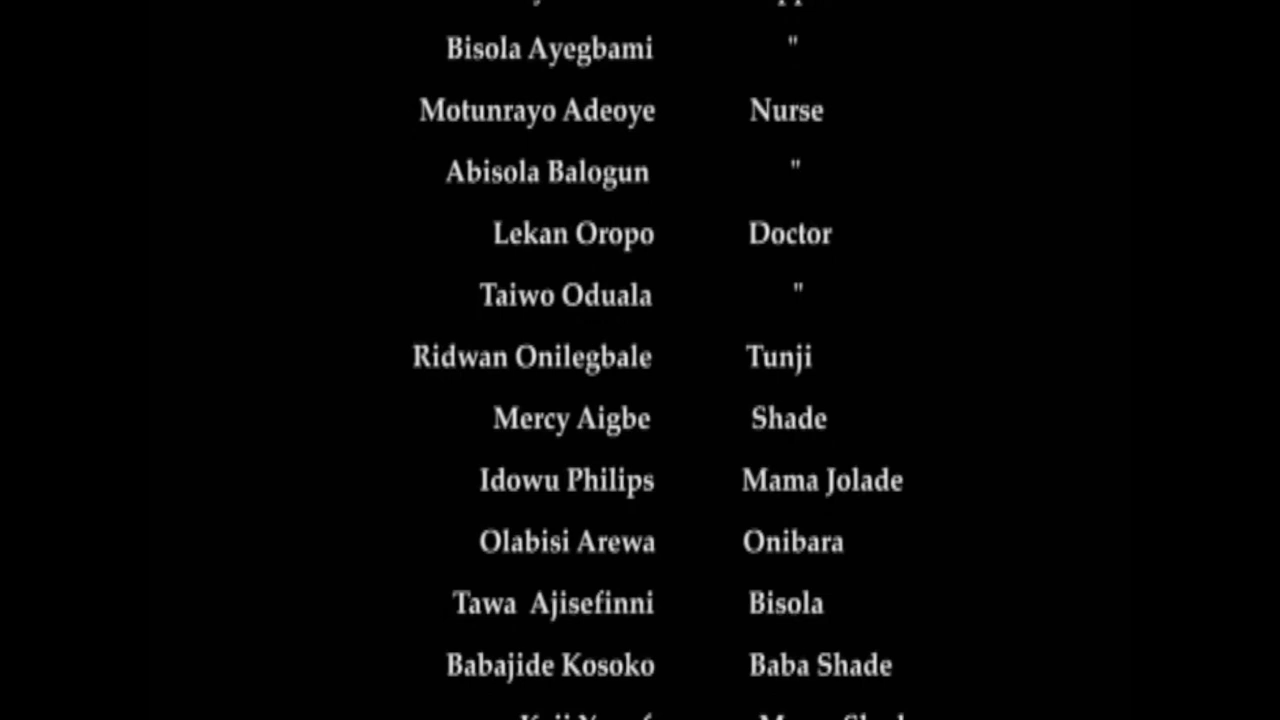 Bisola Ayegbami "
Motunrayo Adeoye Nurse
Abisola Balogun "
Lekan Oropo Doctor
Taiwo Oduala "
Ridwan Onilegbale Tunji
Mercy Aigbe Shade
Idowu Philips Mama Jolade
Olabisi Arewa Onibara
Tawa  Ajisefinni Bisola
Babajide Kosoko Baba Shade